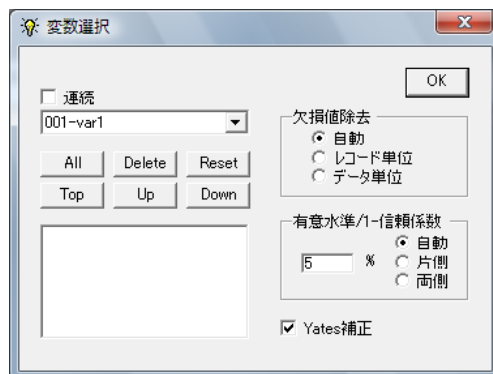 変数選択
連続
001-var1
All Delete Reset
Top Up Down
OK
欠損値除去
自動
レコード単位
データ単位
有意水準/1-信頼係数
自動
5 % 片側
両側
Yates補正